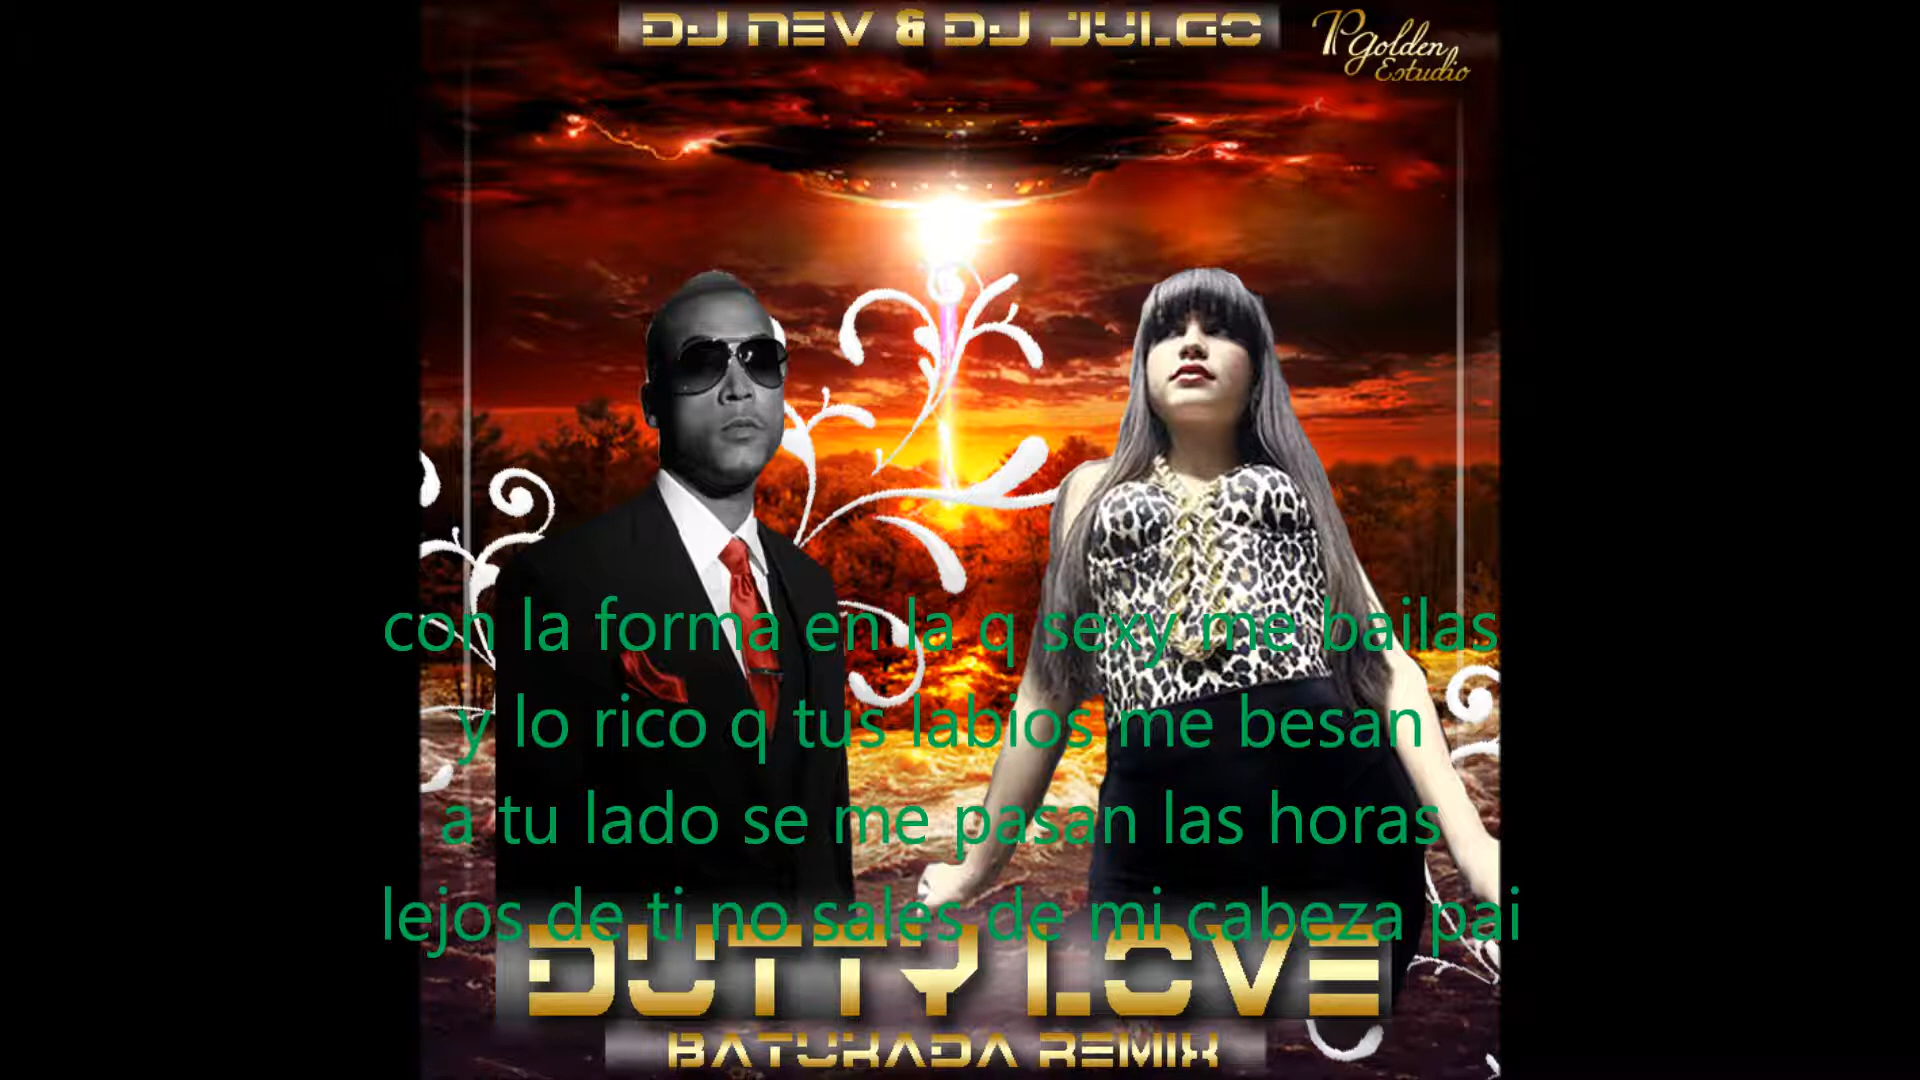 DJ NEV & DJ JULGO
JP golden
Estudio
con la forma en la q sexy me bailas
y lo rico q tus labios me besan
a tu lado se me pasan las horas
lejos de ti no sales de mi cabeza pai
DUTTY LOVE
BATUKADA REMIX